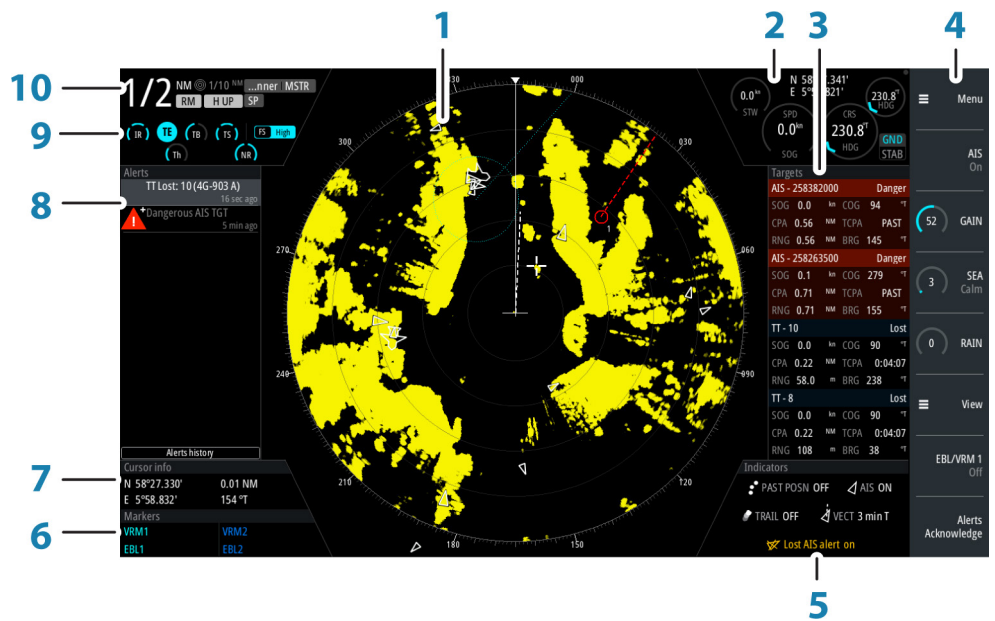 1
2
3
4
10
1/2 NM 1/10 NM ...nner MSTR
RM H UP SP
9
IR TE TB TS FS High
Th NR
8
Alerts
TT Lost: 10 (4G-903 A)
16 sec ago
Dangerous AIS TGT
5 min ago
Alerts history
7
Cursor info
N 58°27.330' 0.01 NM
E 5°58.832' 154 °T
6
Markers
VRM1 VRM2
EBL1 EBL2
000
030
060
090
120
150
180
210
240
270
300
1
0.0 kn
STW
SPD
0.0 kn
SOG
CRS
230.8 °T
HDG
230.8 °T
HDG
GND
STAB
Targets
AIS - 258382000 Danger
SOG 0.0 kn COG 94 °T
CPA 0.56 NM TCPA PAST
RNG 0.56 NM BRG 145 °T
AIS - 258263500 Danger
SOG 0.1 kn COG 279 °T
CPA 0.71 NM TCPA PAST
RNG 0.71 NM BRG 155 °T
TT - 10 Lost
SOG 0.0 kn COG 90 °T
CPA 0.22 NM TCPA 0:04:07
RNG 58.0 m BRG 238 °T
TT - 8 Lost
SOG 0.0 kn COG 90 °T
CPA 0.22 NM TCPA 0:04:07
RNG 108 m BRG 38 °T
Indicators
PAST POSN OFF AIS ON
TRAIL OFF VECT 3 min T
Lost AIS alert on
5
Menu
AIS
On
52 GAIN
3 SEA
Calm
0 RAIN
View
EBL/VRM 1
Off
Alerts
Acknowledge